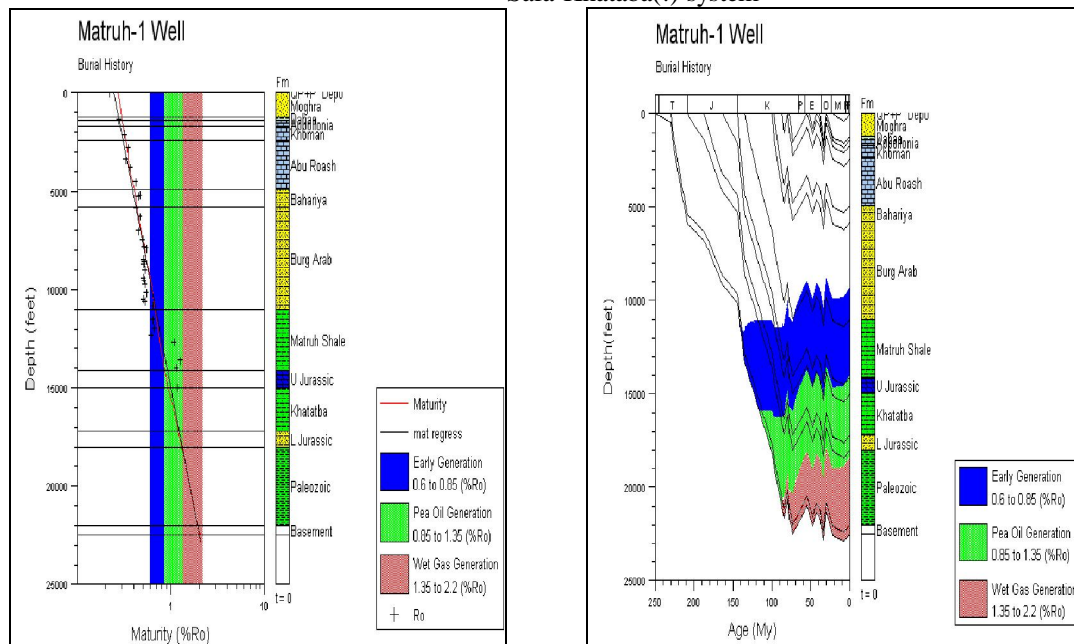 Matruh-1 Well
Burial History
Fm
Moghra
Khoman
Abu Roash
Bahariya
Burg Arab
Matruh Shale
U Jurassic
Khatatba
L Jurassic
Paleozoic
Basement
0
5000
10000
15000
20000
25000
Depth (feet)
1
10
t = 0
Maturity (%Ro)
Maturity
mat regress
Early Generation
0.6 to 0.85 (%Ro)
Pea Oil Generation
0.85 to 1.35 (%Ro)
Wet Gas Generation
1.35 to 2.2 (%Ro)
Ro
Matruh-1 Well
Burial History
Fm
T J K P E O M
Moghra
Khoman
Abu Roash
Bahariya
Burg Arab
Matruh Shale
U Jurassic
Khatatba
L Jurassic
Paleozoic
Basement
0
5000
10000
15000
20000
25000
Depth(feet)
250 200 150 100 50 0
t = 0
Age (My)
Early Generation
0.6 to 0.85 (%Ro)
Pea Oil Generation
0.85 to 1.35 (%Ro)
Wet Gas Generation
1.35 to 2.2 (%Ro)